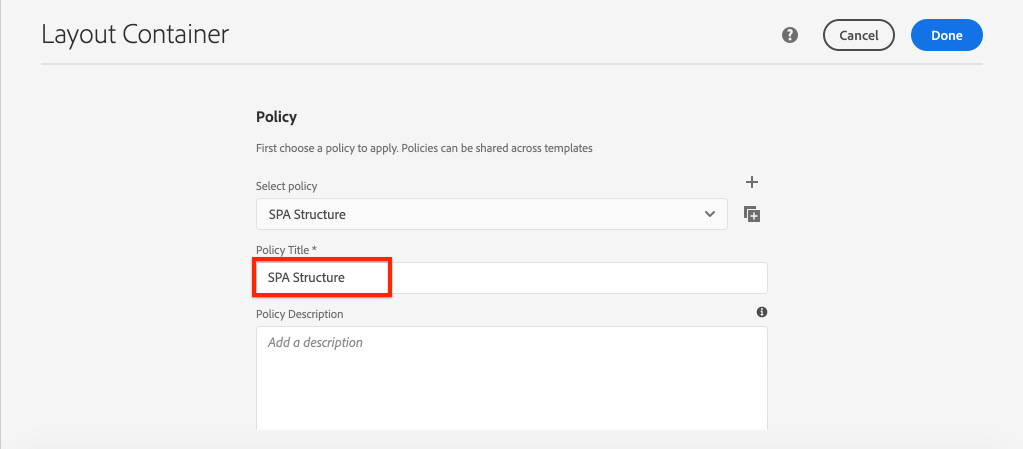 Layout Container
?
Cancel
Done
Policy
First choose a policy to apply. Policies can be shared across templates
Select policy
SPA Structure
Policy Title *
SPA Structure
Policy Description
Add a description